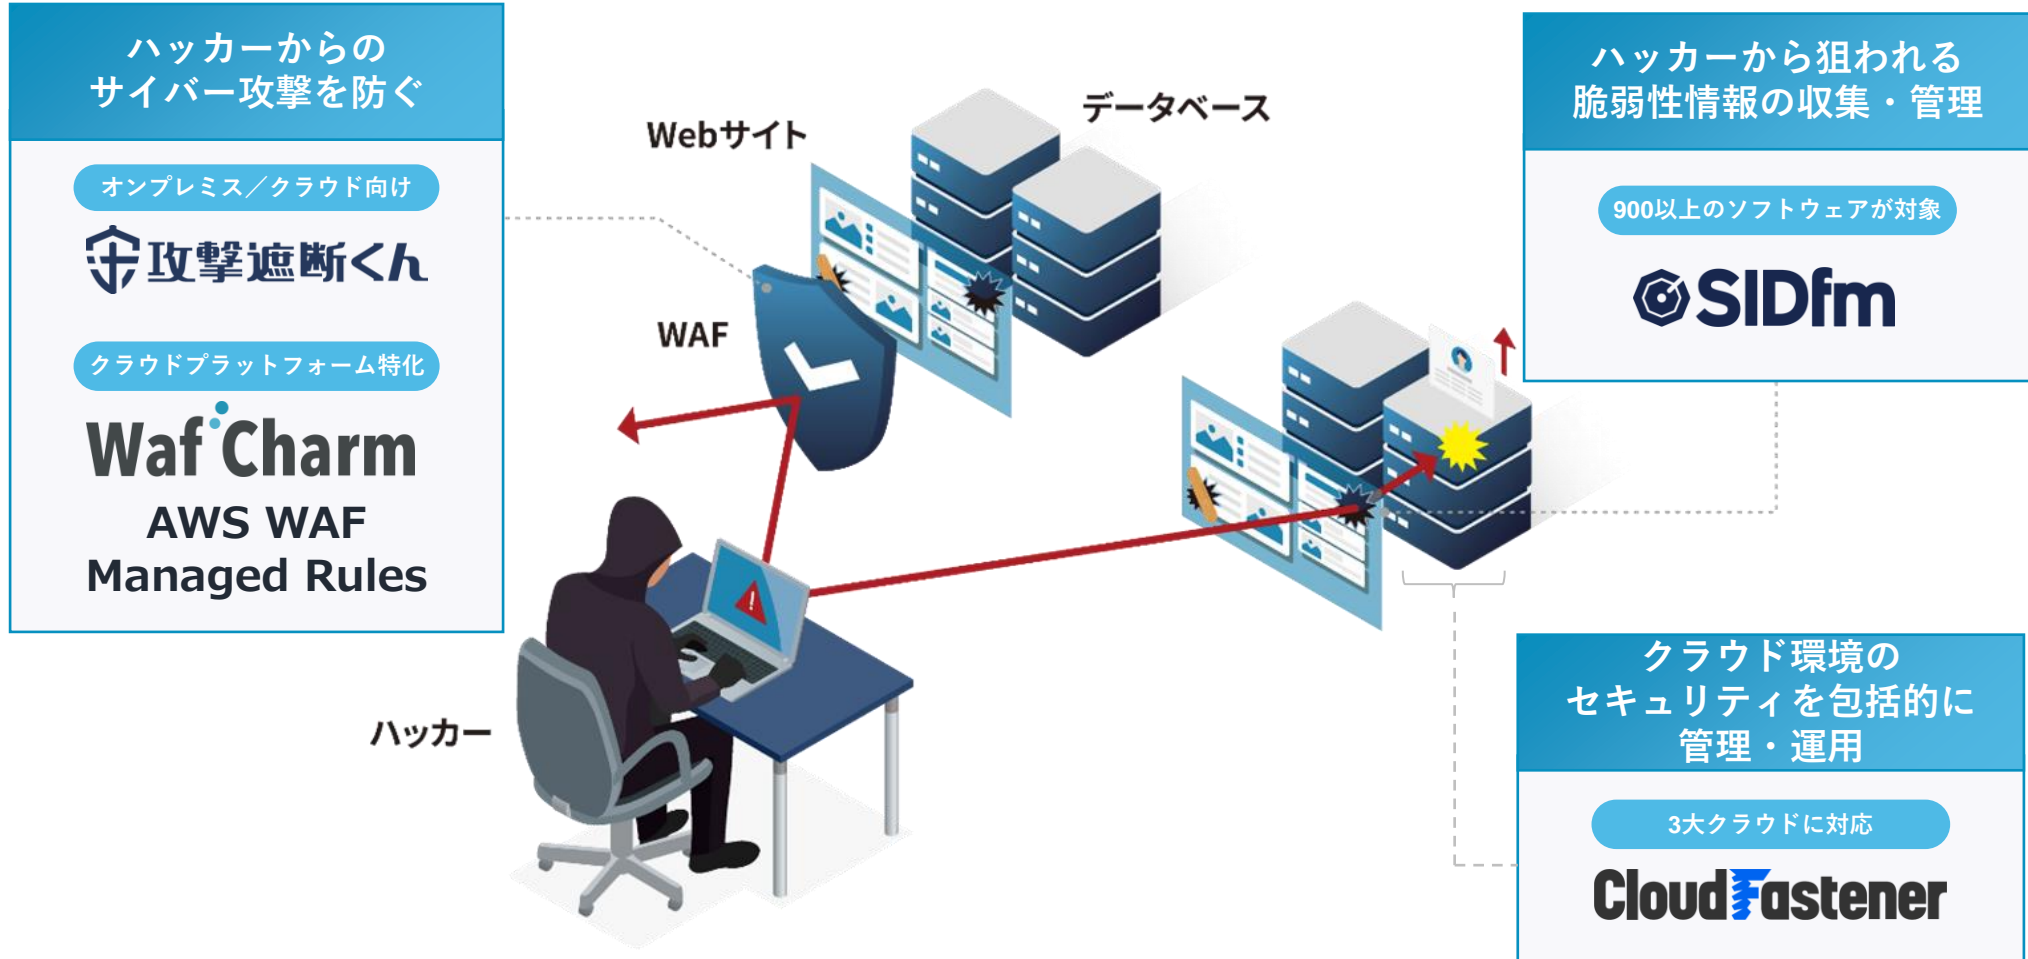 ハッカーからの
サイバー攻撃を防ぐ
オンプレミス／クラウド向け
攻撃遮断くん
クラウドプラットフォーム特化
WafCharm
AWS WAF
Managed Rules
Webサイト
データベース
WAF
ハッカー
ハッカーから狙われる
脆弱性情報の収集・管理
900以上のソフトウェアが対象
SIDfm
クラウド環境の
セキュリティを包括的に
管理・運用
3大クラウドに対応
CloudFastener